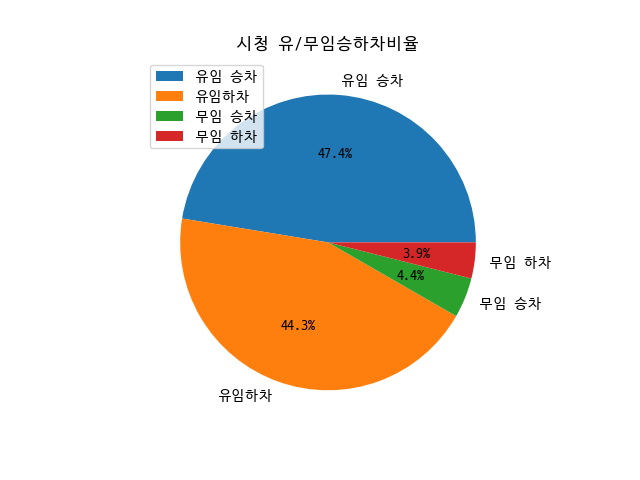 시청 유/무임승하차비율
유임 승차
유임하차
무임 승차
무임 하차
유임 승차
47.4%
3.9%
무임 하차
4.4%
무임 승차
44.3%
유임하차